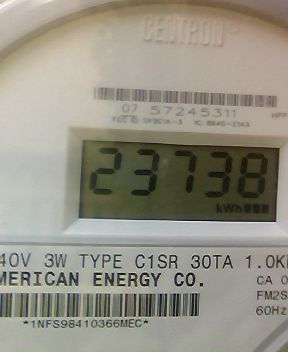 CENTRON
07 57245311
23738
kWh
40V 3W TYPE C1SR 30TA 1.0K
MERICAN ENERGY CO.
CA 0
FM2S
60Hz
*1NFS98410366MEC*